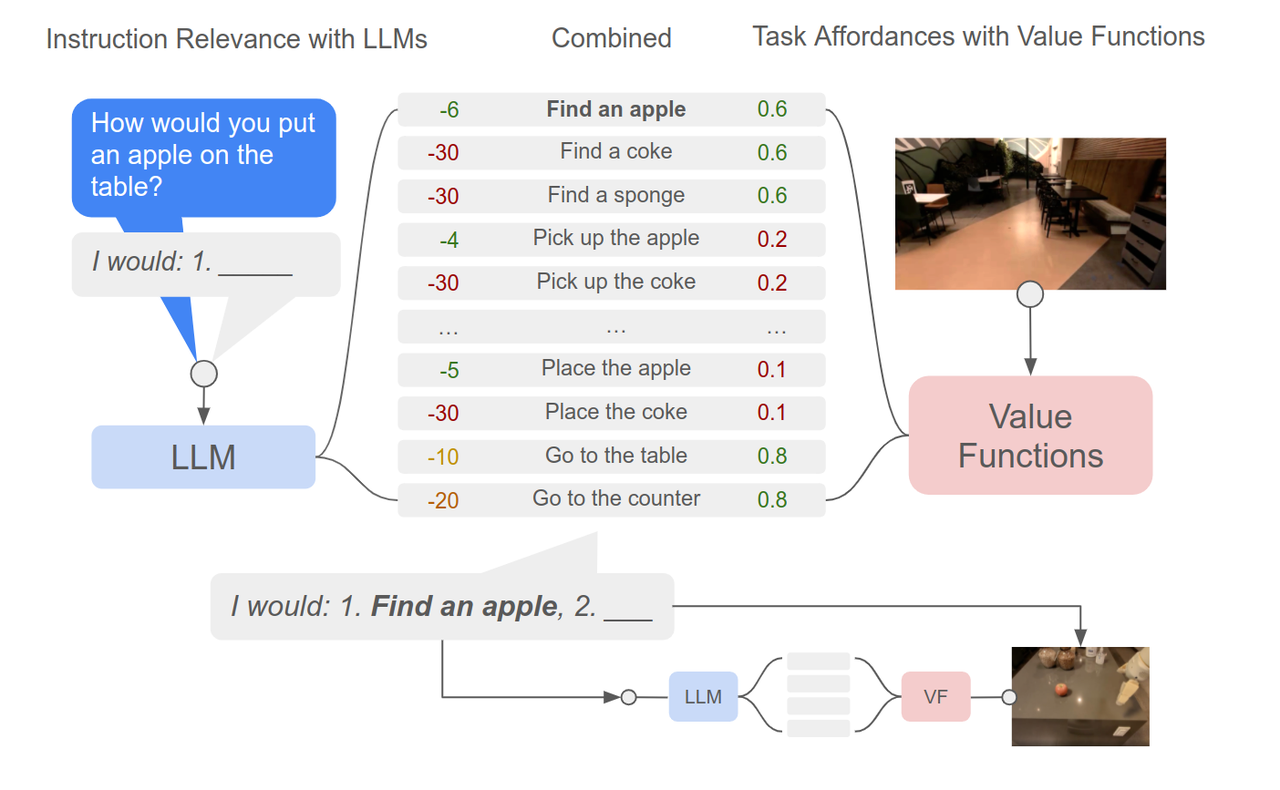 Instruction Relevance with LLMs
Combined
Task Affordances with Value Functions
How would you put
an apple on the
table?
I would: 1. _____
LLM
-6 Find an apple 0.6
-30 Find a coke 0.6
-30 Find a sponge 0.6
-4 Pick up the apple 0.2
-30 Pick up the coke 0.2
... ... ...
-5 Place the apple 0.1
-30 Place the coke 0.1
-10 Go to the table 0.8
-20 Go to the counter 0.8
Value
Functions
I would: 1. Find an apple, 2. ___
LLM
VF